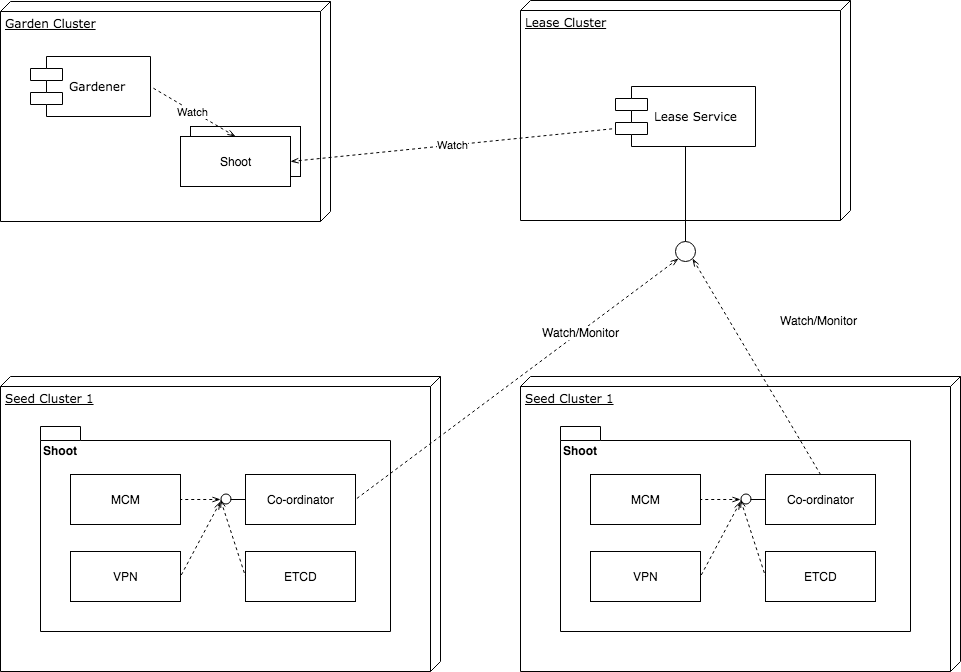 Garden Cluster
Lease Cluster
Gardener
Watch
Lease Service
Shoot
Watch
Watch/Monitor
Watch/Monitor
Seed Cluster 1
Shoot
MCM
Co-ordinator
VPN
ETCD
Seed Cluster 1
Shoot
MCM
Co-ordinator
VPN
ETCD